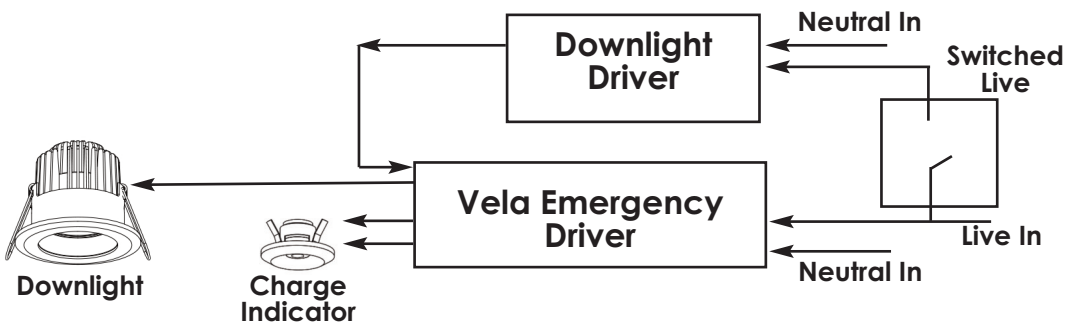 Neutral In
Downlight
Driver
Switched
Live
Vela Emergency
Driver
Live In
Neutral In
Downlight
Charge
Indicator